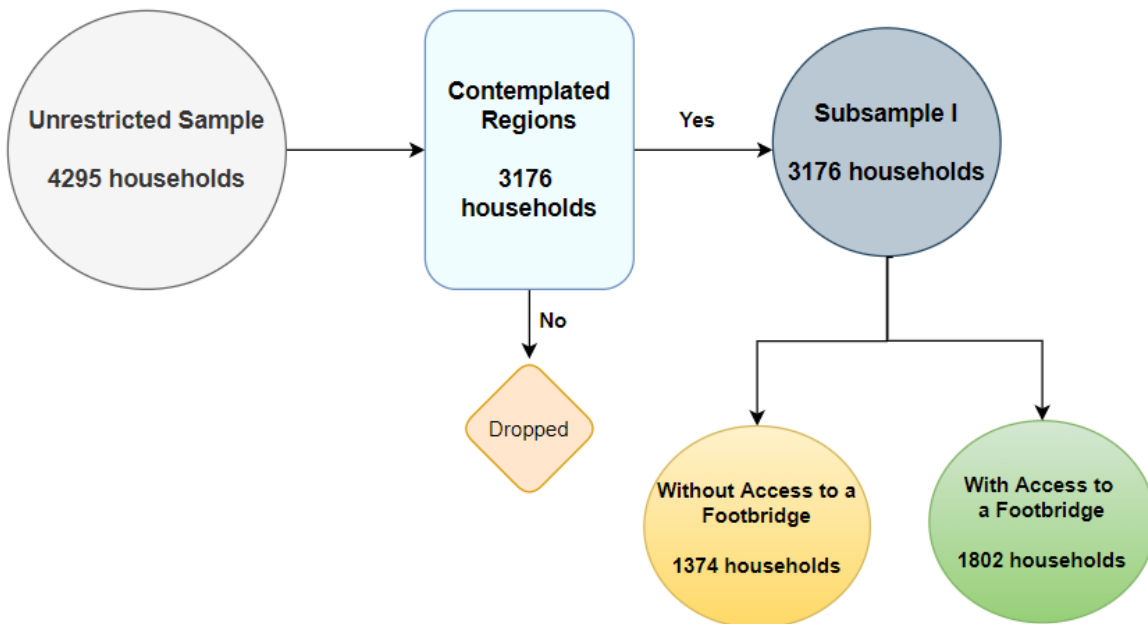 Unrestricted Sample
4295 households
Contemplated
Regions
3176
households
Yes
Subsample I
3176 households
No
Dropped
Without Access to a
Footbridge
1374 households
With Access to
a Footbridge
1802 households